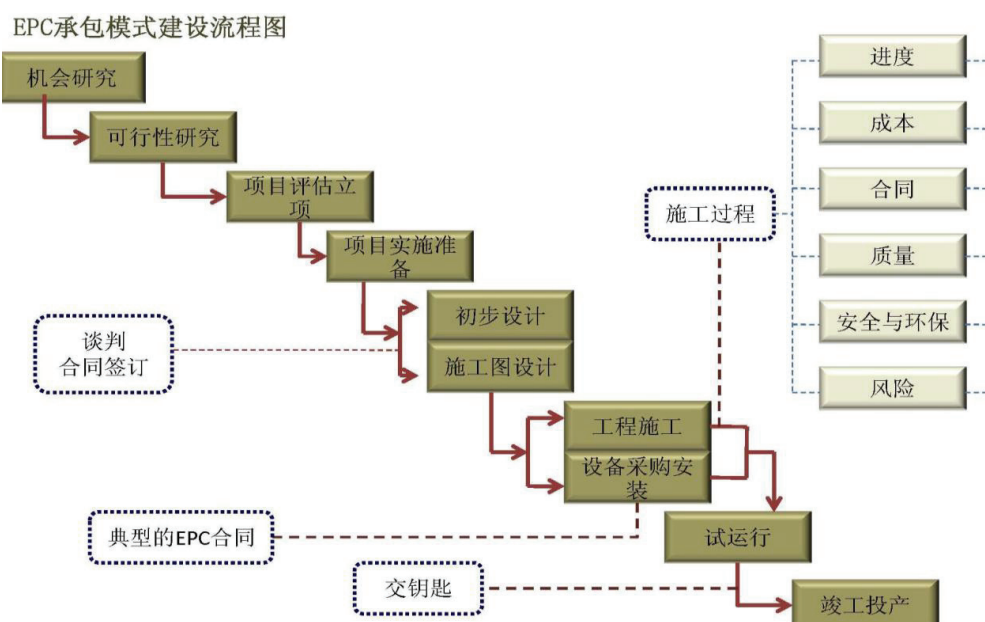 EPC承包模式建设流程图
机会研究
可行性研究
项目评估立
项
项目实施准
备
初步设计
施工图设计
谈判
合同签订
工程施工
设备采购安
装
施工过程
进度
成本
合同
质量
安全与环保
风险
典型的EPC合同
试运行
交钥匙
竣工投产